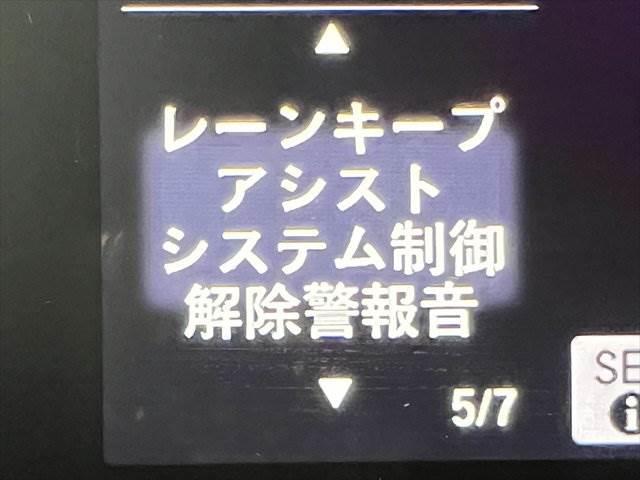 レーンキープ
アシスト
システム制御
解除警報音
5/7